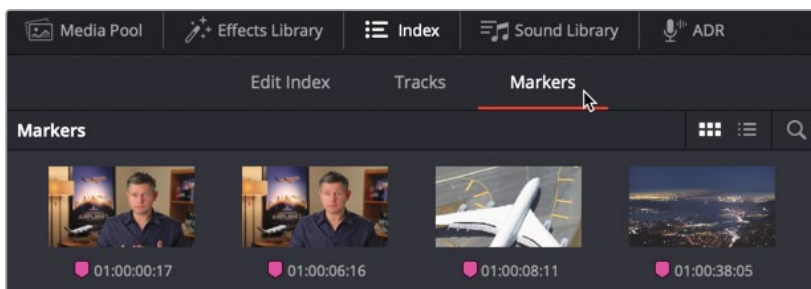 Media Pool Effects Library Index Sound Library ADR
Edit Index Tracks Markers
Markers
01:00:00:17 01:00:06:16 01:00:08:11 01:00:38:05